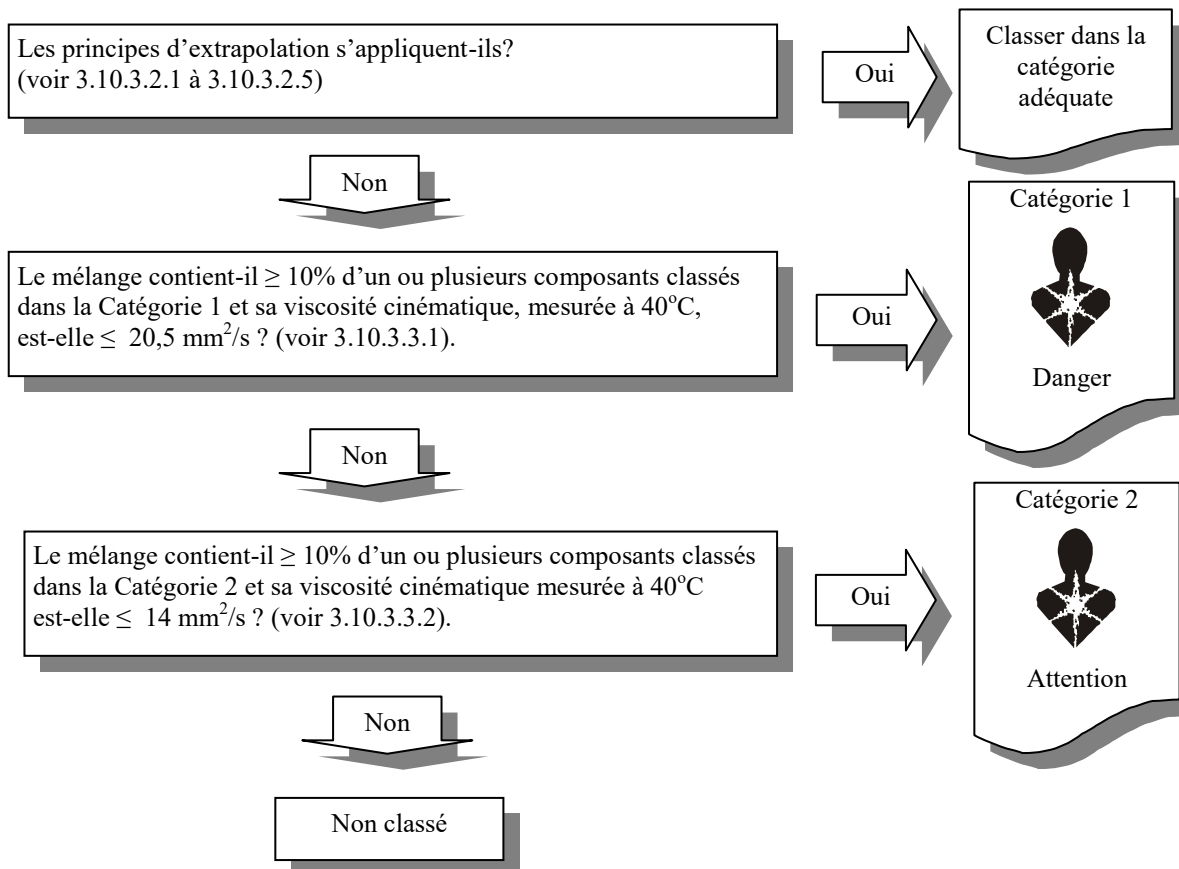 Les principes d’extrapolation s’appliquent-ils?
(voir 3.10.3.2.1 à 3.10.3.2.5)
Oui
Classer dans la
catégorie
adéquate
Non
Le mélange contient-il ≥ 10% d’un ou plusieurs composants classés
dans la Catégorie 1 et sa viscosité cinématique, mesurée à 40°C,
est-elle ≤ 20,5 mm²/s ? (voir 3.10.3.3.1).
Oui
Catégorie 1
Danger
Non
Le mélange contient-il ≥ 10% d’un ou plusieurs composants classés
dans la Catégorie 2 et sa viscosité cinématique mesurée à 40°C
est-elle ≤ 14 mm²/s ? (voir 3.10.3.3.2).
Oui
Catégorie 2
Attention
Non
Non classé